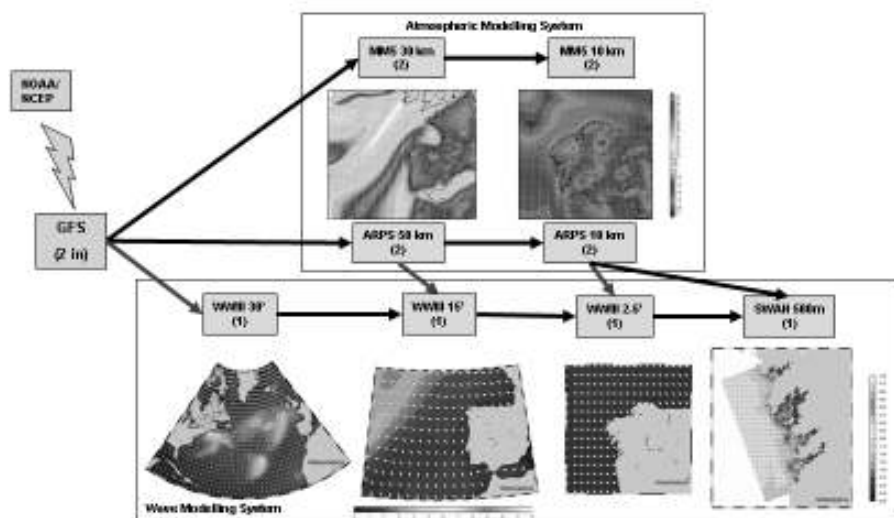 Atmospheric Modelling System
MM5 30 km
(2)
MM5 10 km
(2)
NOAA/
NCEP
GFS
(2 in)
ARPS 50 km
(2)
ARPS 10 km
(2)
WWIII 30'
(1)
WWIII 15'
(1)
WWIII 2.5'
(1)
SWAN 500m
(1)
Wave Modelling System